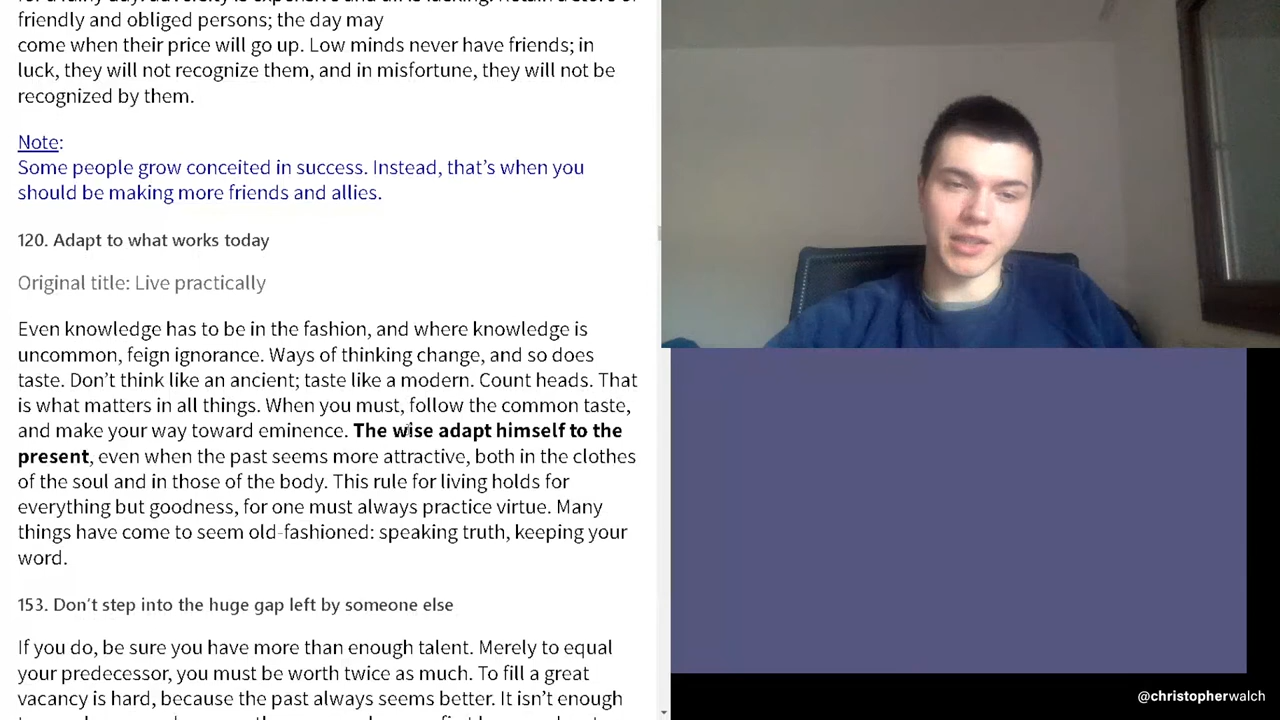 friendly and obliged persons; the day may
come when their price will go up. Low minds never have friends; in
luck, they will not recognize them, and in misfortune, they will not be
recognized by them.
Note:
Some people grow conceited in success. Instead, that's when you
should be making more friends and allies.
120. Adapt to what works today
Original title: Live practically
Even knowledge has to be in the fashion, and where knowledge is
uncommon, feign ignorance. Ways of thinking change, and so does
taste. Don't think like an ancient; taste like a modern. Count heads. That
is what matters in all things. When you must, follow the common taste,
and make your way toward eminence. The wise adapt himself to the
present, even when the past seems more attractive, both in the clothes
of the soul and in those of the body. This rule for living holds for
everything but goodness, for one must always practice virtue. Many
things have come to seem old-fashioned: speaking truth, keeping your
word.
153. Don't step into the huge gap left by someone else
If you do, be sure you have more than enough talent. Merely to equal
your predecessor, you must be worth twice as much. To fill a great
vacancy is hard, because the past always seems better. It isn't enough
@christopherwalch